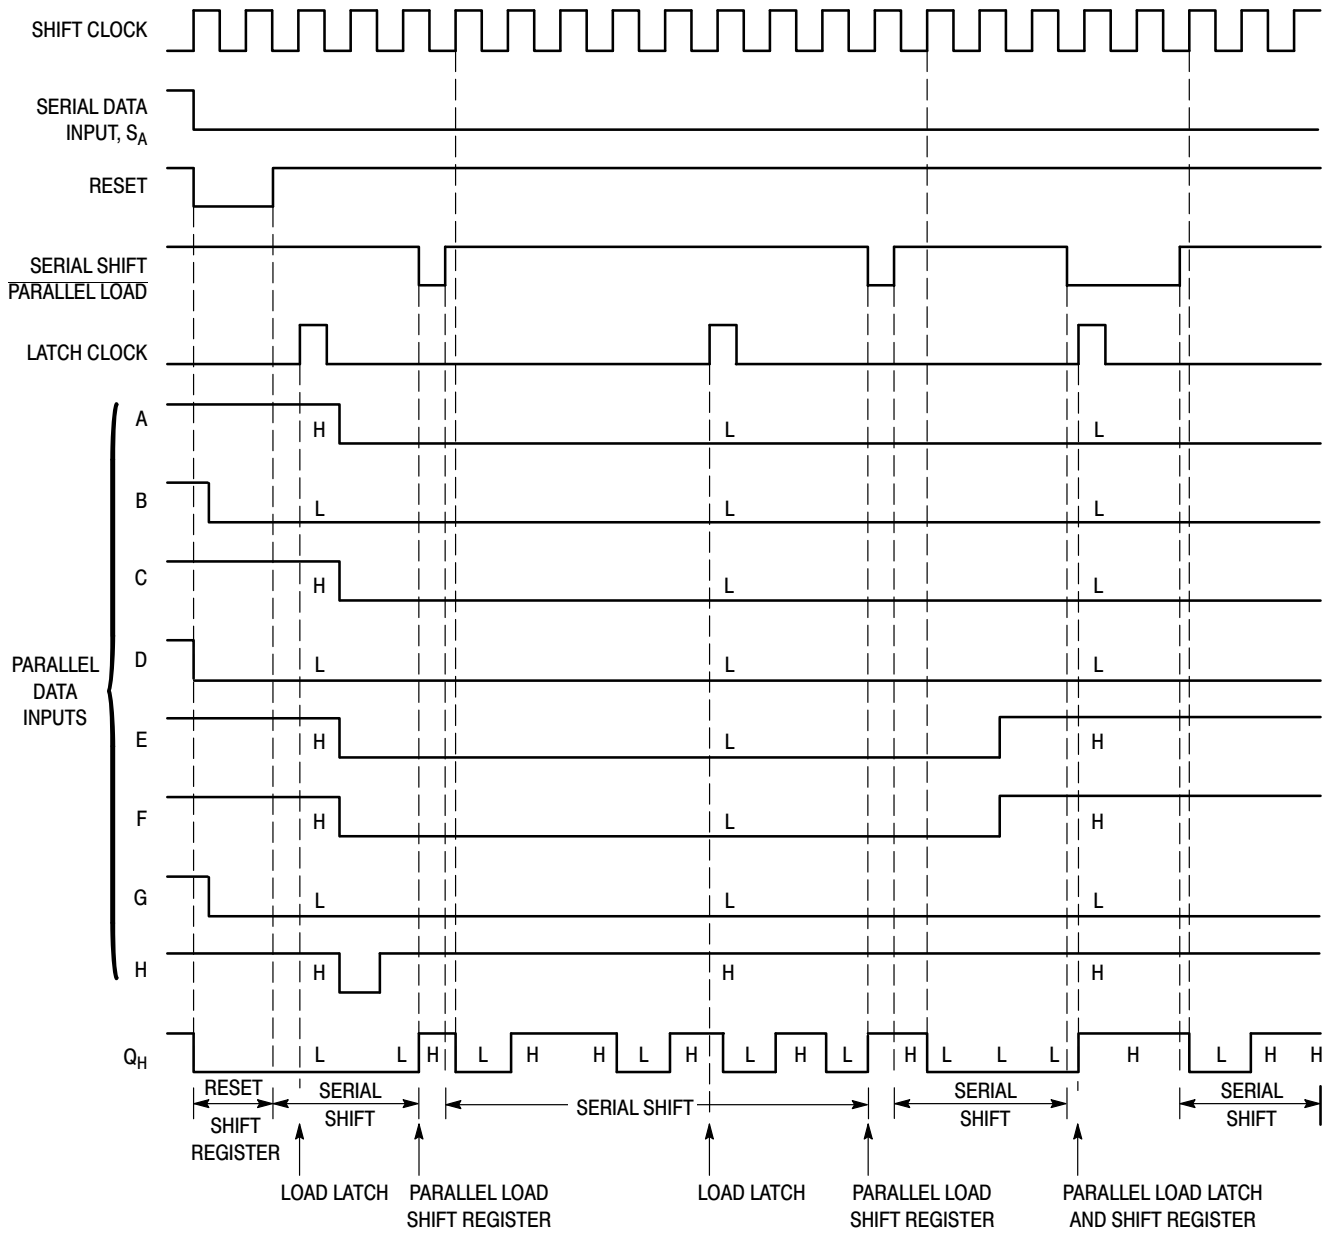 SHIFT CLOCK
SERIAL DATA
INPUT, SA
RESET
SERIAL SHIFT
PARALLEL LOAD
LATCH CLOCK
A
H L L
B
L L L
C
H L L
D
L L L
PARALLEL
DATA
INPUTS
E
H L H
F
H L H
G
L L L
H
H H H
QH
L L H L H H L H L H L H L L L H L H H
RESET
SHIFT
REGISTER
SERIAL
SHIFT
SERIAL SHIFT
SERIAL
SHIFT
SERIAL
SHIFT
LOAD LATCH
PARALLEL LOAD
SHIFT REGISTER
LOAD LATCH
PARALLEL LOAD
SHIFT REGISTER
PARALLEL LOAD LATCH
AND SHIFT REGISTER